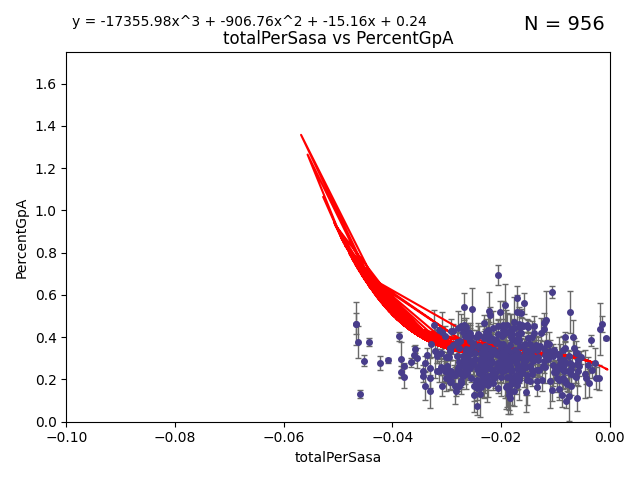 y = -17355.98x^3 + -906.76x^2 + -15.16x + 0.24
N = 956
totalPerSasa vs PercentGpA
1.6
1.4
1.2
1.0
0.8
0.6
0.4
0.2
0.0
PercentGpA
−0.10 −0.08 −0.06 −0.04 −0.02 0.00
totalPerSasa